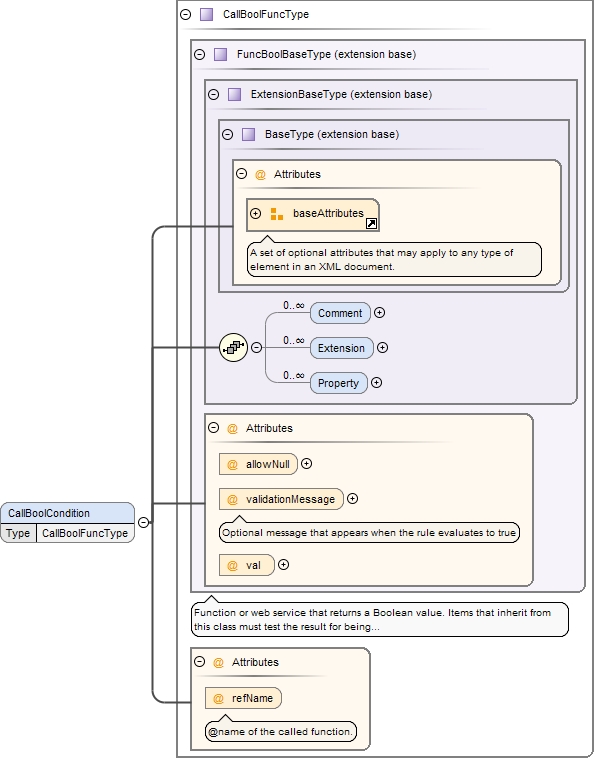 CallBoolFuncType
FuncBoolBaseType (extension base)
ExtensionBaseType (extension base)
BaseType (extension base)
@ Attributes
baseAttributes
A set of optional attributes that may apply to any type of
element in an XML document.
0..∞
Comment
0..∞
Extension
0..∞
Property
@ Attributes
@ allowNull
@ validationMessage
Optional message that appears when the rule evaluates to true
@ val
CallBoolCondition
Type CallBoolFuncType
Function or web service that returns a Boolean value. Items that inherit from
this class must test the result for being...
@ Attributes
@ refName
@name of the called function.